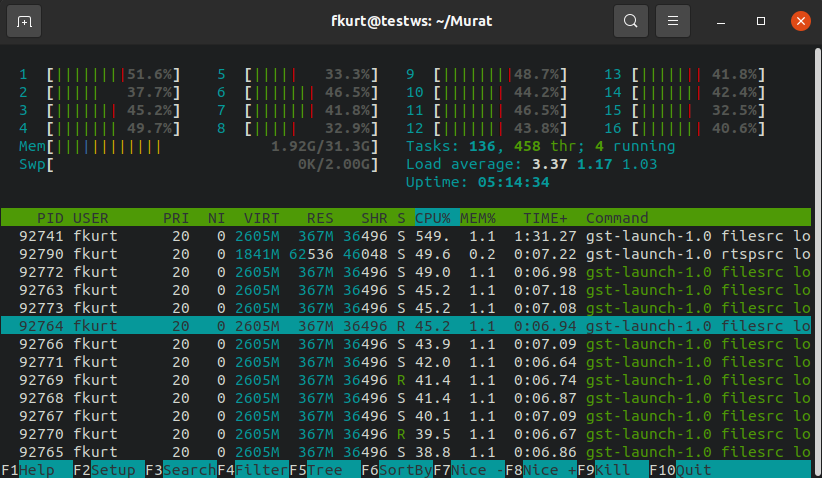 fkurt@testws: ~/Murat
1 [||||||||51.6%] 5 [|||||33.3%] 9 [||||||||48.7%] 13 [|||||||41.8%]
2 [|||||37.7%] 6 [|||||||46.5%] 10 [|||||||44.2%] 14 [|||||||42.4%]
3 [|||||||45.2%] 7 [|||||||41.8%] 11 [|||||||46.5%] 15 [||||||32.5%]
4 [|||||||49.7%] 8 [|||||32.9%] 12 [|||||||43.8%] 16 [|||||||40.6%]
Mem[||||||||||||1.92G/31.3G] Tasks: 136, 458 thr; 4 running
Swp[0K/2.00G] Load average: 3.37 1.17 1.03
Uptime: 05:14:34
PID USER PRI NI VIRT RES SHR S CPU% MEM% TIME+ Command
92741 fkurt 20 0 2605M 367M 36496 S 549. 1.1 1:31.27 gst-launch-1.0 filesrc lo
92754 fkurt 20 0 1841M 62536 46048 S 49.6 0.2 0:07.22 gst-launch-1.0 rtspsrc lo
92772 fkurt 20 0 2605M 367M 36496 S 49.0 1.1 0:06.98 gst-launch-1.0 filesrc lo
92763 fkurt 20 0 2605M 367M 36496 S 45.2 1.1 0:07.18 gst-launch-1.0 filesrc lo
92773 fkurt 20 0 2605M 367M 36496 S 45.2 1.1 0:07.08 gst-launch-1.0 filesrc lo
92764 fkurt 20 0 2605M 367M 36496 R 45.2 1.1 0:06.94 gst-launch-1.0 filesrc lo
92766 fkurt 20 0 2605M 367M 36496 S 43.9 1.1 0:07.09 gst-launch-1.0 filesrc lo
92771 fkurt 20 0 2605M 367M 36496 S 42.0 1.1 0:06.64 gst-launch-1.0 filesrc lo
92769 fkurt 20 0 2605M 367M 36496 R 41.4 1.1 0:06.74 gst-launch-1.0 filesrc lo
92768 fkurt 20 0 2605M 367M 36496 S 41.4 1.1 0:06.87 gst-launch-1.0 filesrc lo
92767 fkurt 20 0 2605M 367M 36496 S 40.1 1.1 0:07.09 gst-launch-1.0 filesrc lo
92770 fkurt 20 0 2605M 367M 36496 R 39.5 1.1 0:06.67 gst-launch-1.0 filesrc lo
92765 fkurt 20 0 2605M 367M 36496 S 38.8 1.1 0:06.86 gst-launch-1.0 filesrc lo
F1Help F2Setup F3SearchF4FilterF5Tree F6SortByF7Nice -F8Nice +F9Kill F10Quit